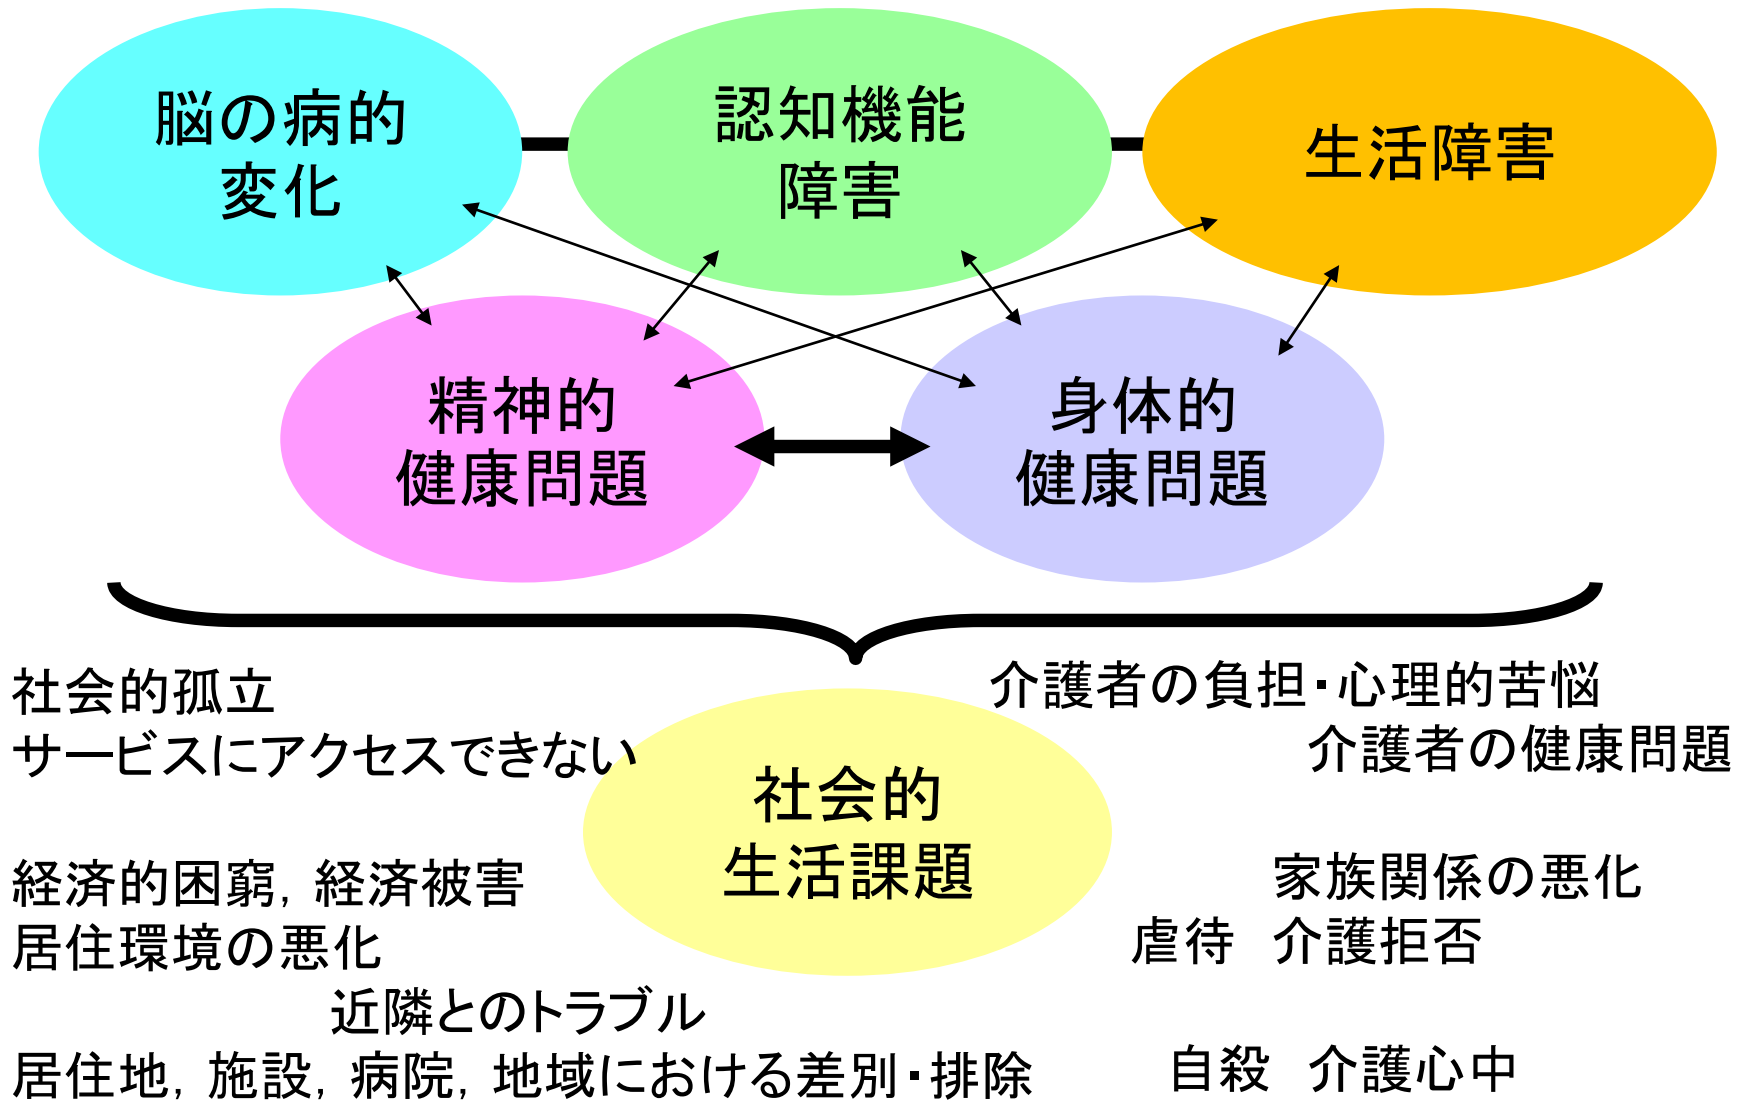 脳の病的
変化
認知機能
障害
生活障害
精神的
健康問題
身体的
健康問題
社会的孤立
サービスにアクセスできない
経済的困窮，経済被害
居住環境の悪化
近隣とのトラブル
居住地，施設，病院，地域における差別・排除
社会的
生活課題
介護者の負担・心理的苦悩
介護者の健康問題
家族関係の悪化
虐待　介護拒否
自殺　介護心中